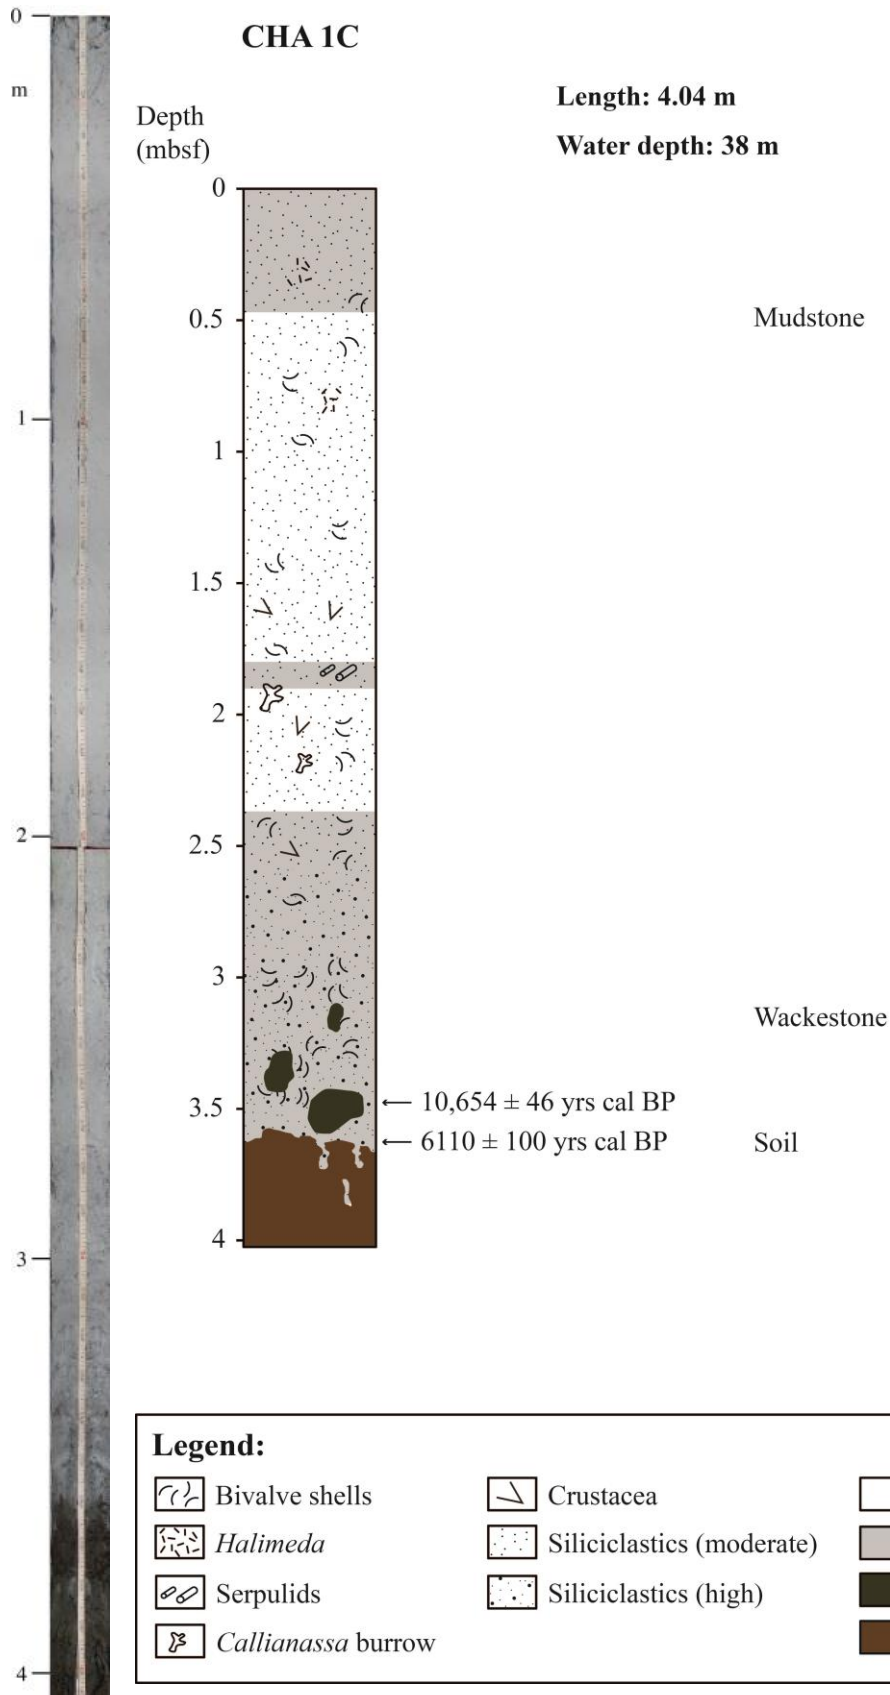 0
m
1
2
3
4
CHA 1C
Length: 4.04 m
Water depth: 38 m
Depth
(mbsf)
0
0.5
Mudstone
1
1.5
2
2.5
3
Wackestone
3.5
← 10,654 ± 46 yrs cal BP
← 6110 ± 100 yrs cal BP
Soil
4
Legend:
Bivalve shells
Crustacea
Halimeda
Siliciclastics (moderate)
Serpulids
Siliciclastics (high)
Callianassa burrow